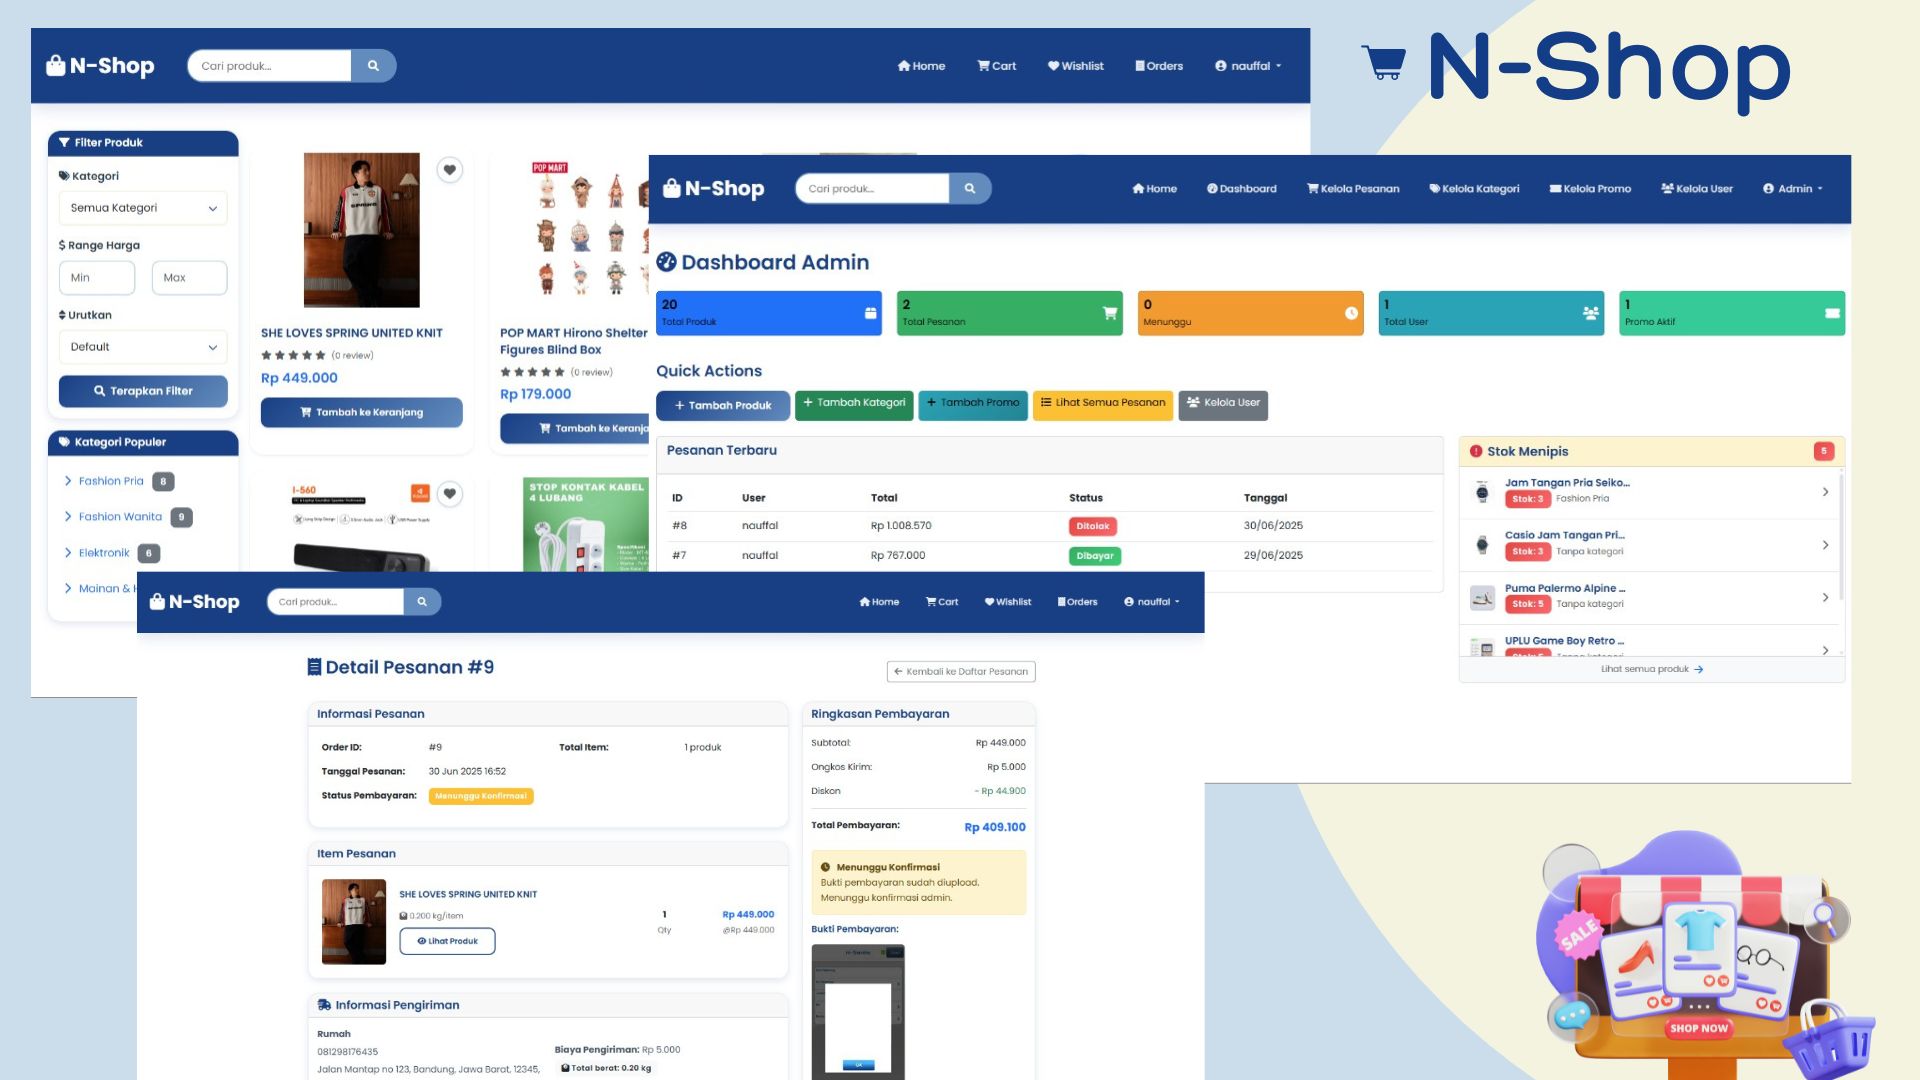 N-Shop
Cari produk...
Home
Cart
Wishlist
Orders
nauffal
N-Shop
Filter Produk
Kategori
Semua Kategori
$ Range Harga
Min
Max
Urutkan
Default
Terapkan Filter
Kategori Populer
Fashion Pria 8
Fashion Wanita 9
Elektronik 6
Mainan &
SHE LOVES SPRING UNITED KNIT
(0 review)
Rp 449.000
Tambah ke Keranjang
POP MART
POP MART Hirono Shelter
Figures Blind Box
(0 review)
Rp 179.000
Tambah ke Keranja
I-560
STOP KONTAK KABEL
4 LUBANG
N-Shop
Cari produk...
Home
Dashboard
Kelola Pesanan
Kelola Kategori
Kelola Promo
Kelola User
Admin
Dashboard Admin
20
Total Produk
2
Total Pesanan
0
Menunggu
1
Total User
1
Promo Aktif
Quick Actions
+ Tambah Produk
+ Tambah Kategori
+ Tambah Promo
Lihat Semua Pesanan
Kelola User
Pesanan Terbaru
ID User Total Status Tanggal
#8 nauffal Rp 1.008.570 Ditolak 30/06/2025
#7 nauffal Rp 767.000 Dibayar 29/06/2025
Stok Menipis 5
Jam Tangan Pria Seiko...
Stok: 3 Fashion Pria
Casio Jam Tangan Pri...
Stok: 3 Tanpa kategori
Puma Palermo Alpine ...
Stok: 5 Tanpa kategori
UPLU Game Boy Retro ...
Lihat semua produk →
N-Shop
Cari produk...
Home
Cart
Wishlist
Orders
nauffal
Detail Pesanan #9
← Kembali ke Daftar Pesanan
Informasi Pesanan
Order ID: #9 Total Item: 1 produk
Tanggal Pesanan: 30 Jun 2025 16:52
Status Pembayaran: Menunggu Konfirmasi
Item Pesanan
SHE LOVES SPRING UNITED KNIT
0.200 kg/item
Lihat Produk
1
Qty
Rp 449.000
@Rp 449.000
Informasi Pengiriman
Rumah
081298176435
Jalan Mantap no 123, Bandung, Jawa Barat, 12345,
Biaya Pengiriman: Rp 5.000
Total berat: 0.20 kg
Ringkasan Pembayaran
Subtotal: Rp 449.000
Ongkos Kirim: Rp 5.000
Diskon - Rp 44.900
Total Pembayaran: Rp 409.100
Menunggu Konfirmasi
Bukti pembayaran sudah diupload.
Menunggu konfirmasi admin.
Bukti Pembayaran:
SALE
SHOP NOW